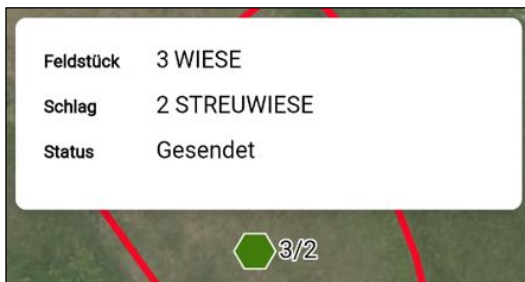 Feldstück 3 WIESE
Schlag 2 STREUWIESE
Status Gesendet
3/2